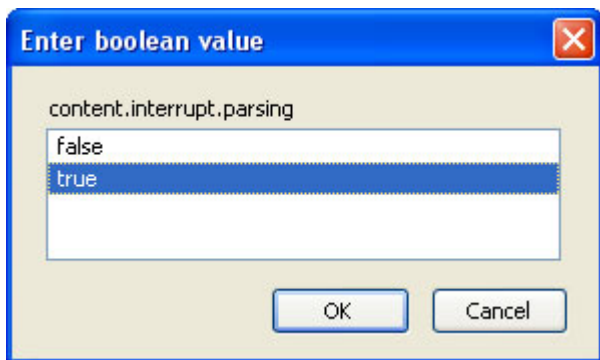 Enter boolean value
content.interrupt.parsing
false
true
OK Cancel